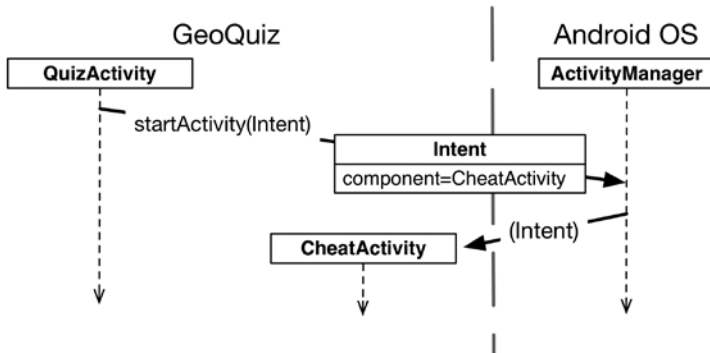 GeoQuiz
Android OS
QuizActivity
ActivityManager
startActivity(Intent)
Intent
component=CheatActivity
(Intent)
CheatActivity